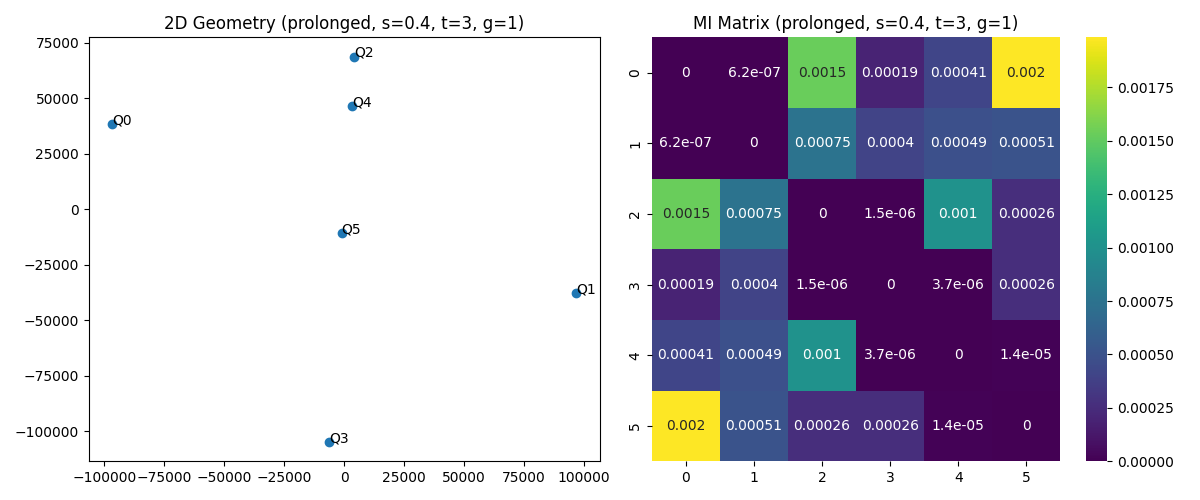 2D Geometry (prolonged, s=0.4, t=3, g=1)
75000
50000
25000
0
−25000
−50000
−75000
−100000
Q2
Q4
Q0
Q5
Q1
Q3
−100000 −75000 −50000 −25000 0 25000 50000 75000 100000
MI Matrix (prolonged, s=0.4, t=3, g=1)
0 0 6.2e-07 0.0015 0.00019 0.00041 0.002
1 6.2e-07 0 0.00075 0.0004 0.00049 0.00051
2 0.0015 0.00075 0 1.5e-06 0.001 0.00026
3 0.00019 0.0004 1.5e-06 0 3.7e-06 0.00026
4 0.00041 0.00049 0.001 3.7e-06 0 1.4e-05
5 0.002 0.00051 0.00026 0.00026 1.4e-05 0
0 1 2 3 4 5
0.00175
0.00150
0.00125
0.00100
0.00075
0.00050
0.00025
0.00000